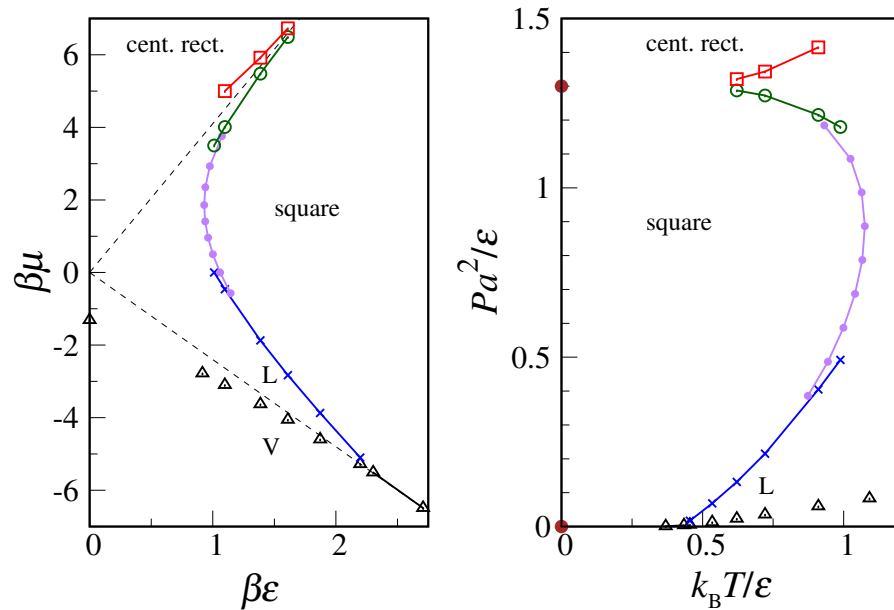 cent. rect.
square
L
V
6
4
2
0
-2
-4
-6
0
1
2
βμ
βε
cent. rect.
square
L
1.5
1
0.5
0
0
0.5
1
Pa²/ε
k_B T/ε